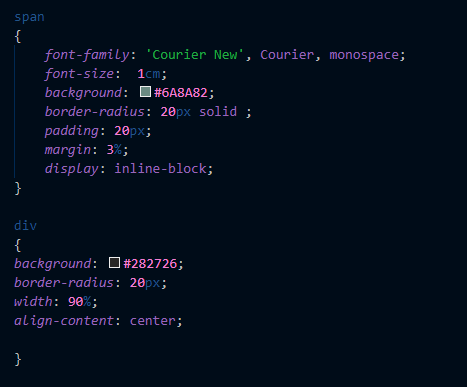 span
{
font-family: 'Courier New', Courier, monospace;
font-size:  1cm;
background: #6A8A82;
border-radius: 20px solid ;
padding: 20px;
margin: 3%;
display: inline-block;
}
div
{
background: #282726;
border-radius: 20px;
width: 90%;
align-content: center;
}